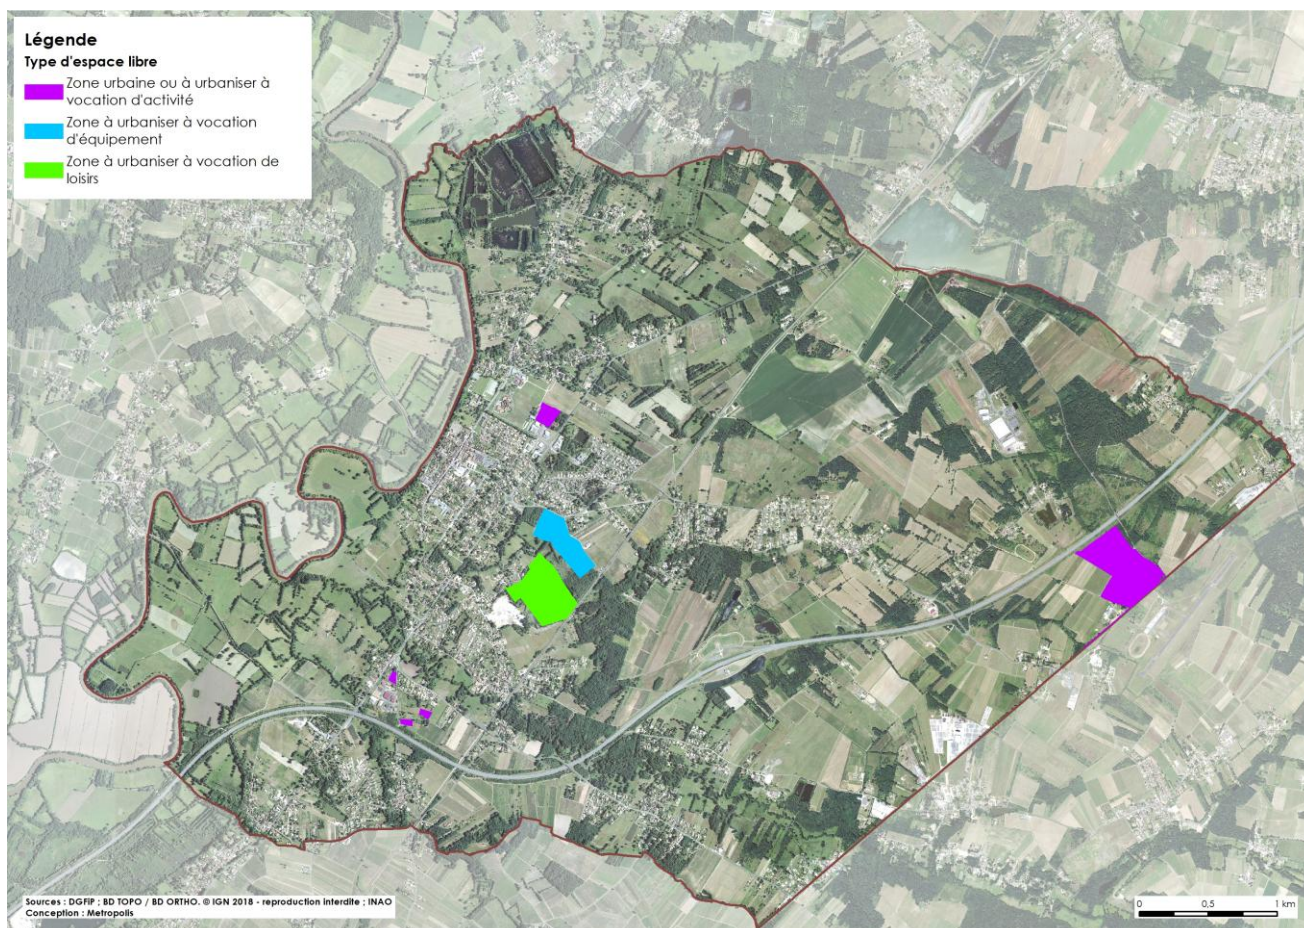 Légende
Type d'espace libre
Zone urbaine ou à urbaniser à
vocation d'activité
Zone à urbaniser à vocation
d'équipement
Zone à urbaniser à vocation de
loisirs
Sources : DGFiP ; BD TOPO / BD ORTHO. © IGN 2018 - reproduction interdite ; INAO
Conception : Metropolis
0 0,5 1 km